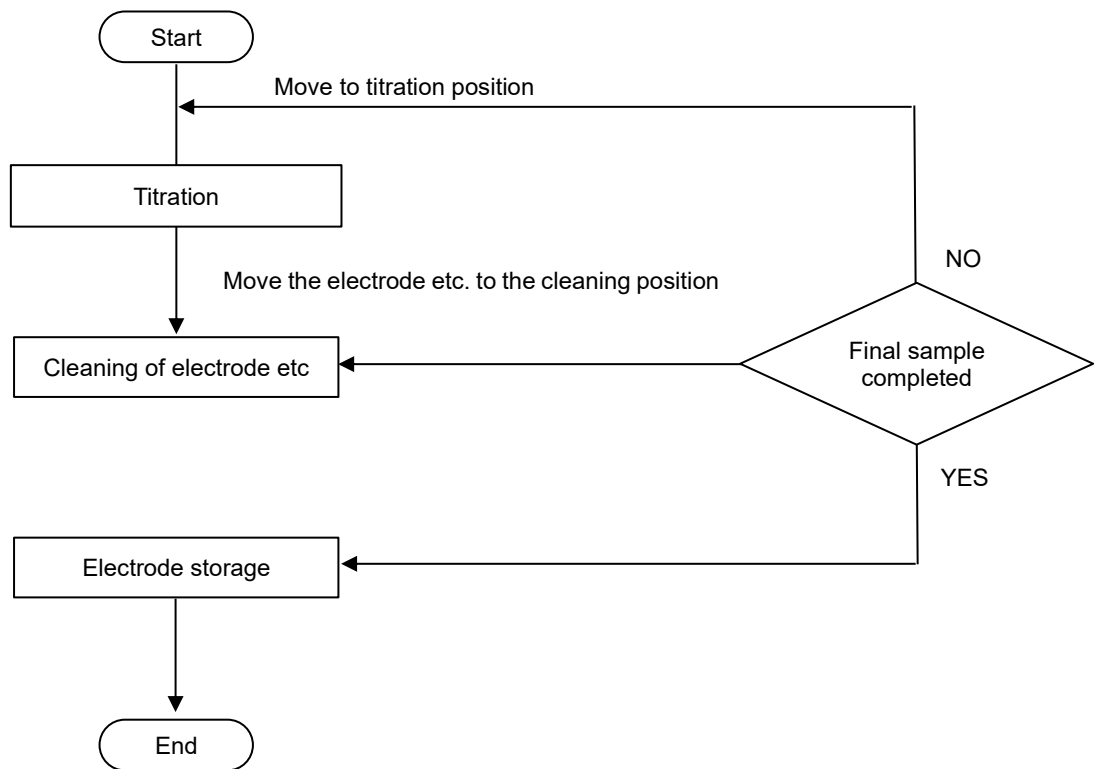 Start
Move to titration position
Titration
Move the electrode etc. to the cleaning position
NO
Cleaning of electrode etc
Final sample
completed
YES
Electrode storage
End